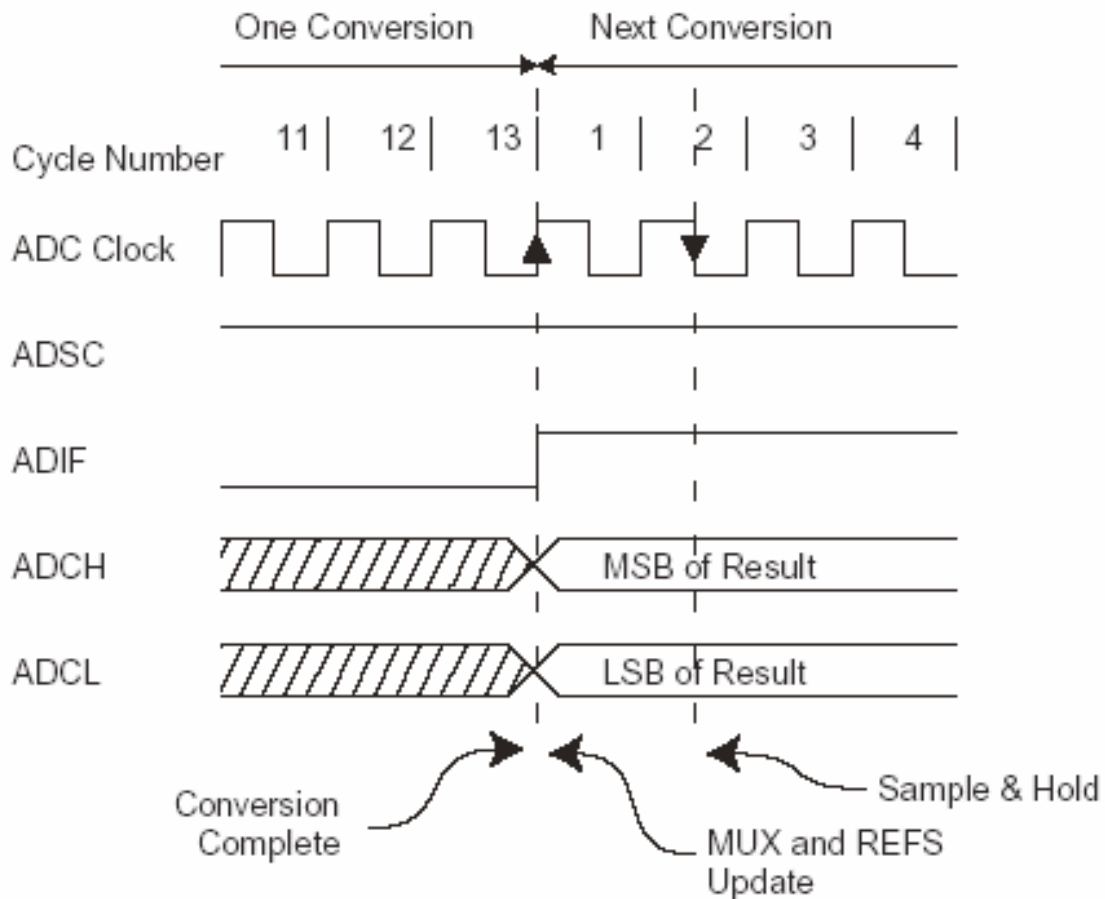 One Conversion Next Conversion
Cycle Number 11 12 13 1 2 3 4
ADC Clock
ADSC
ADIF
ADCH MSB of Result
ADCL LSB of Result
Conversion
Complete
MUX and REFS
Update
Sample & Hold